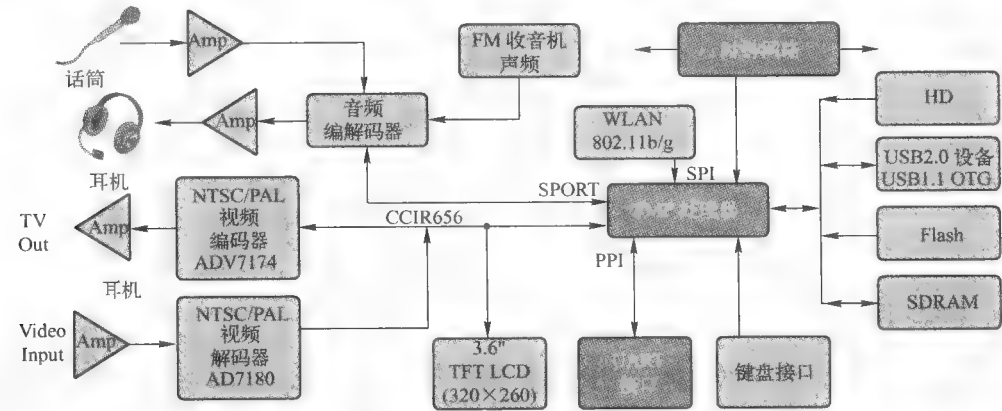 Amp
话筒
FM 收音机
声频
音频
编解码器
Amp
耳机
WLAN
802.11b/g
SPI
SPORT
HD
USB2.0 设备
USB1.1 OTG
Flash
SDRAM
TV
Out
Amp
NTSC/PAL
视频
编码器
ADV7174
CCIR656
PPI
耳机
Video
Input
Amp
NTSC/PAL
视频
解码器
AD7180
3.6"
TFT LCD
(320×260)
键盘接口